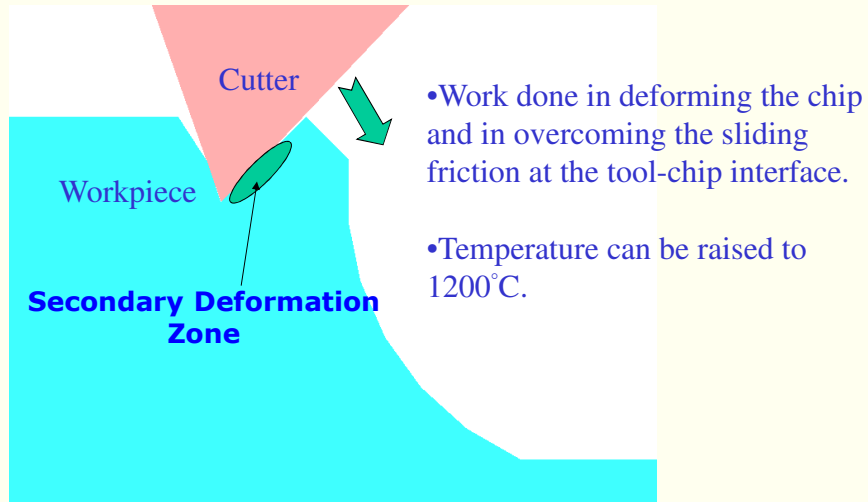 Cutter
Workpiece
Secondary Deformation
Zone
•Work done in deforming the chip
and in overcoming the sliding
friction at the tool-chip interface.
•Temperature can be raised to
1200°C.